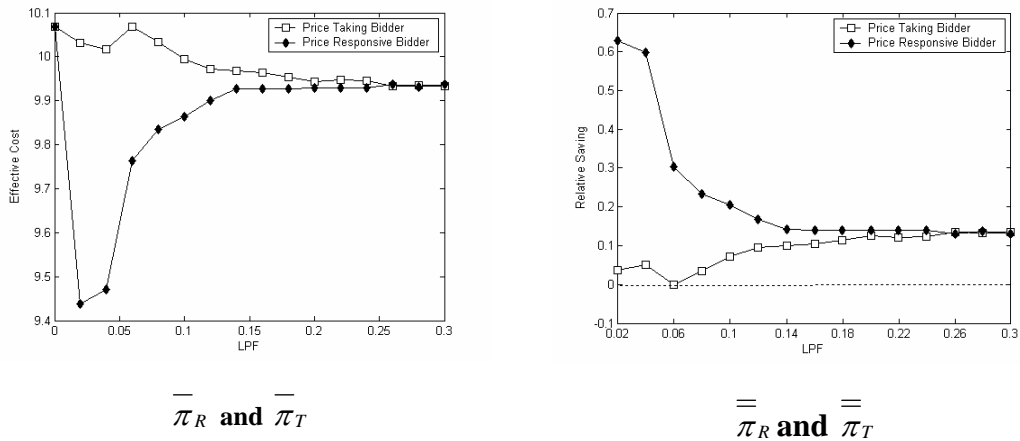 10.1
10
9.9
9.8
9.7
9.6
9.5
9.4
Effective Cost
Price Taking Bidder
Price Responsive Bidder
0 0.05 0.1 0.15 0.2 0.25 0.3
LPF
π̅_R and π̅_T
0.7
0.6
0.5
0.4
0.3
0.2
0.1
0
-0.1
Relative Saving
Price Taking Bidder
Price Responsive Bidder
0.02 0.06 0.1 0.14 0.18 0.22 0.26 0.3
LPF
π̿_R and π̿_T